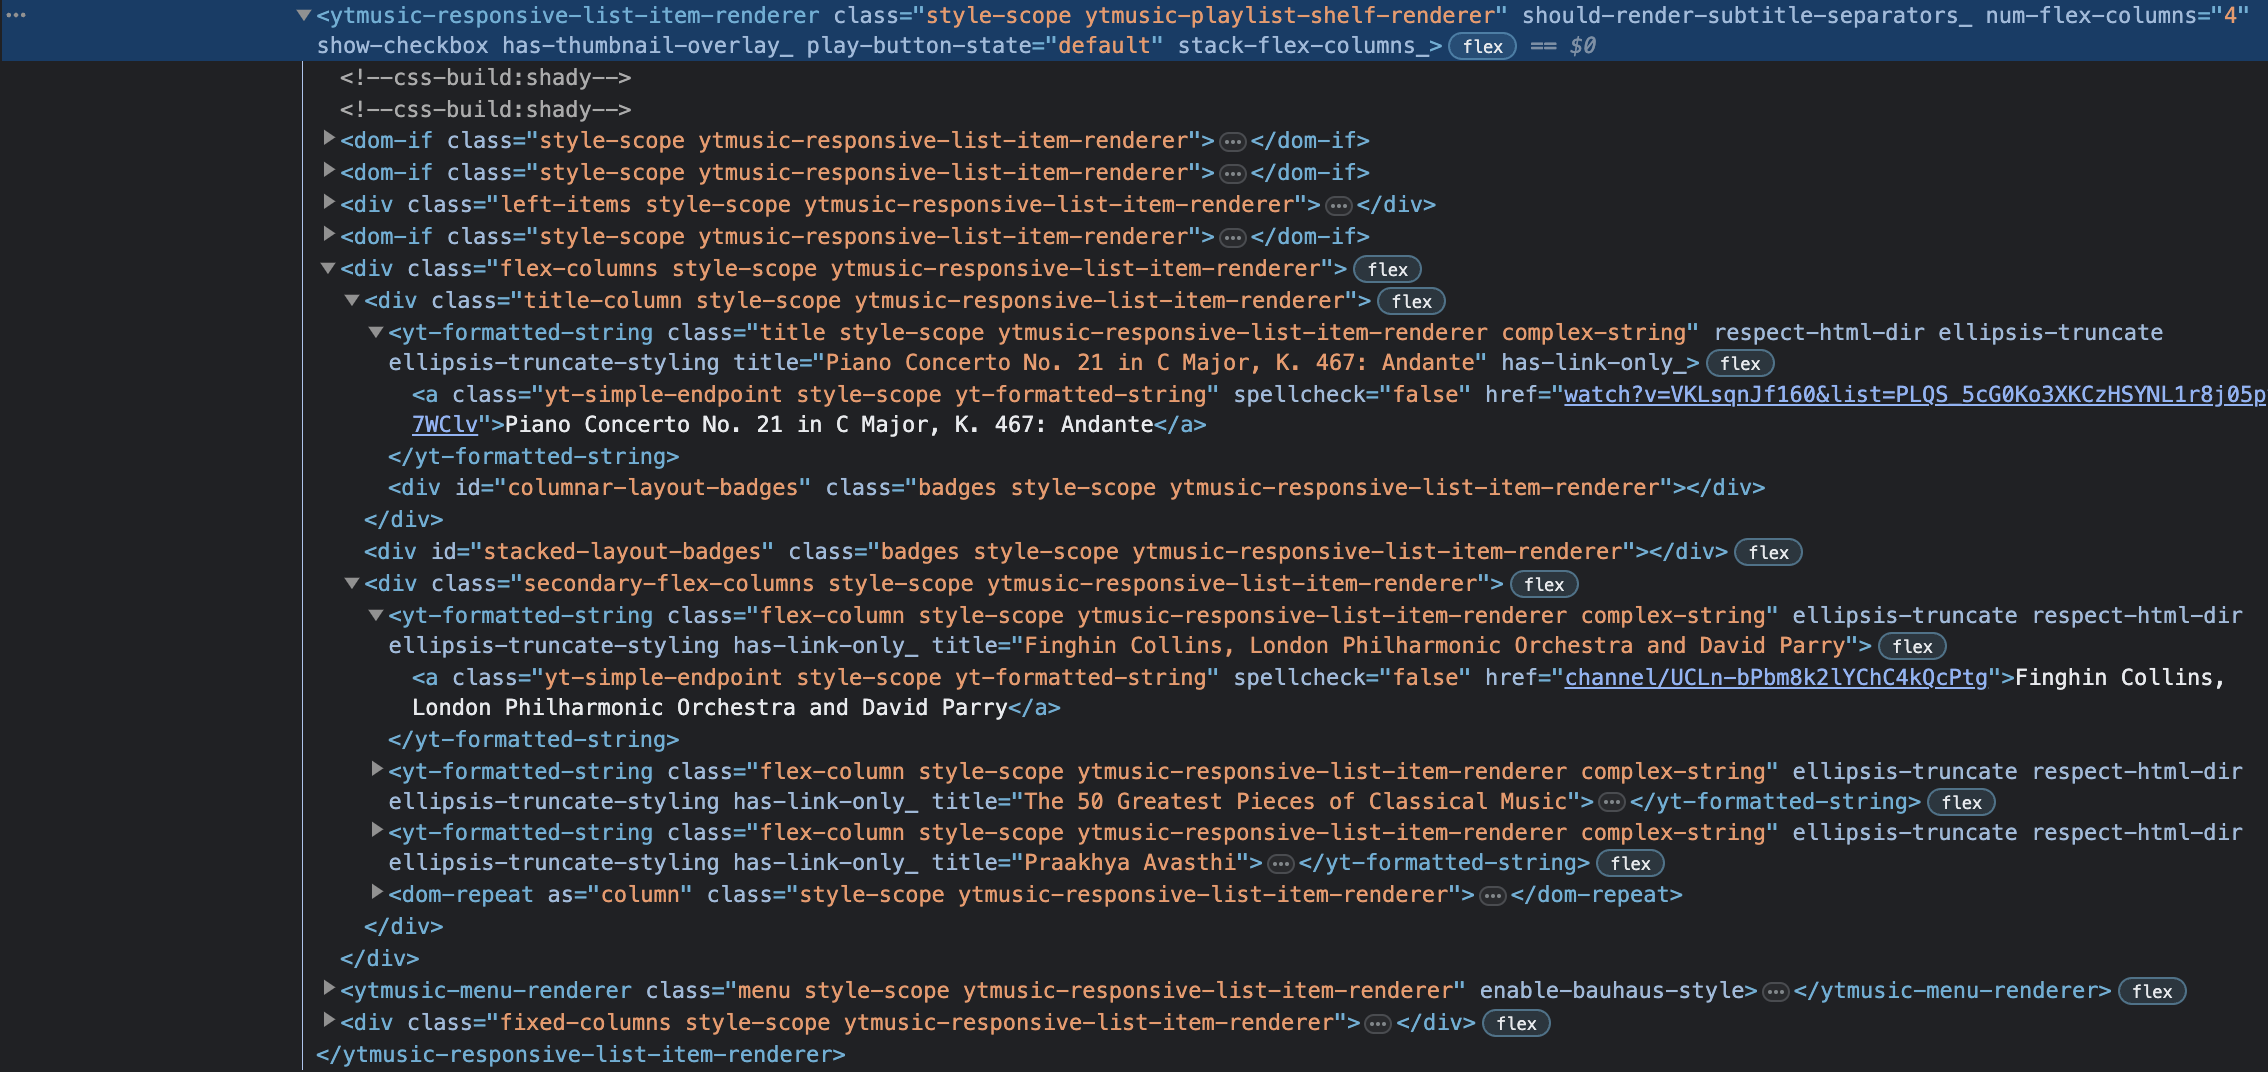 <ytmusic-responsive-list-item-renderer class="style-scope ytmusic-playlist-shelf-renderer" should-render-subtitle-separators_ num-flex-columns="4"
show-checkbox has-thumbnail-overlay_ play-button-state="default" stack-flex-columns_> flex == $0
<!--css-build:shady-->
<!--css-build:shady-->
<dom-if class="style-scope ytmusic-responsive-list-item-renderer">…</dom-if>
<dom-if class="style-scope ytmusic-responsive-list-item-renderer">…</dom-if>
<div class="left-items style-scope ytmusic-responsive-list-item-renderer">…</div>
<dom-if class="style-scope ytmusic-responsive-list-item-renderer">…</dom-if>
<div class="flex-columns style-scope ytmusic-responsive-list-item-renderer"> flex
<div class="title-column style-scope ytmusic-responsive-list-item-renderer"> flex
<yt-formatted-string class="title style-scope ytmusic-responsive-list-item-renderer complex-string" respect-html-dir ellipsis-truncate
ellipsis-truncate-styling title="Piano Concerto No. 21 in C Major, K. 467: Andante" has-link-only_> flex
<a class="yt-simple-endpoint style-scope yt-formatted-string" spellcheck="false" href="watch?v=VKLsqnJf160&list=PLQS_5cG0Ko3XKCzHSYNL1r8j05p
7WClv">Piano Concerto No. 21 in C Major, K. 467: Andante</a>
</yt-formatted-string>
<div id="columnar-layout-badges" class="badges style-scope ytmusic-responsive-list-item-renderer"></div>
</div>
<div id="stacked-layout-badges" class="badges style-scope ytmusic-responsive-list-item-renderer"></div> flex
<div class="secondary-flex-columns style-scope ytmusic-responsive-list-item-renderer"> flex
<yt-formatted-string class="flex-column style-scope ytmusic-responsive-list-item-renderer complex-string" ellipsis-truncate respect-html-dir
ellipsis-truncate-styling has-link-only_ title="Finghin Collins, London Philharmonic Orchestra and David Parry"> flex
<a class="yt-simple-endpoint style-scope yt-formatted-string" spellcheck="false" href="channel/UCLn-bPbm8k2lYChC4kQcPtg">Finghin Collins,
London Philharmonic Orchestra and David Parry</a>
</yt-formatted-string>
<yt-formatted-string class="flex-column style-scope ytmusic-responsive-list-item-renderer complex-string" ellipsis-truncate respect-html-dir
ellipsis-truncate-styling has-link-only_ title="The 50 Greatest Pieces of Classical Music">…</yt-formatted-string> flex
<yt-formatted-string class="flex-column style-scope ytmusic-responsive-list-item-renderer complex-string" ellipsis-truncate respect-html-dir
ellipsis-truncate-styling has-link-only_ title="Praakhya Avasthi">…</yt-formatted-string> flex
<dom-repeat as="column" class="style-scope ytmusic-responsive-list-item-renderer">…</dom-repeat>
</div>
</div>
<ytmusic-menu-renderer class="menu style-scope ytmusic-responsive-list-item-renderer" enable-bauhaus-style>…</ytmusic-menu-renderer> flex
<div class="fixed-columns style-scope ytmusic-responsive-list-item-renderer">…</div> flex
</ytmusic-responsive-list-item-renderer>